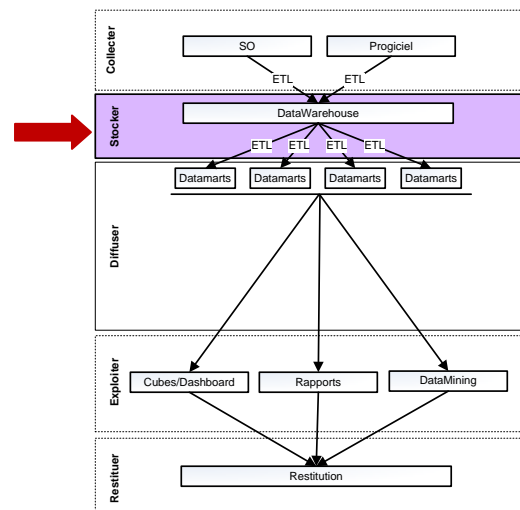 Collecter
SO
Progiciel
ETL
ETL
Stocker
DataWarehouse
ETL
ETL
ETL
ETL
Datamarts
Datamarts
Datamarts
Datamarts
Diffuser
Exploiter
Cubes/Dashboard
Rapports
DataMining
Restituer
Restitution